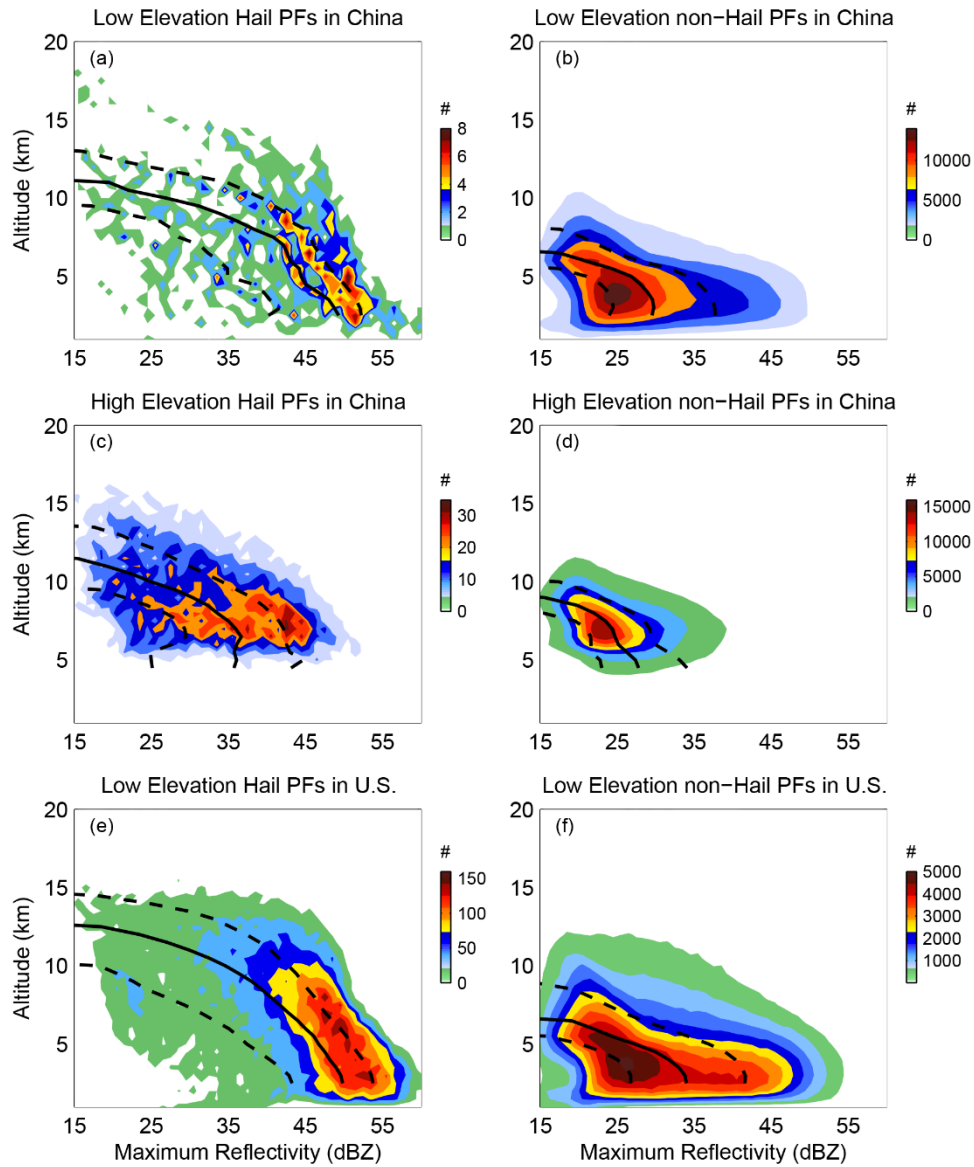 Low Elevation Hail PFs in China
Low Elevation non−Hail PFs in China
20
(a)
#
15
8
6
10
4
2
5
0
Altitude (km)
15 25 35 45 55
20
(b)
#
15
10000
10
5000
5
0
15 25 35 45 55
High Elevation Hail PFs in China
High Elevation non−Hail PFs in China
20
(c)
#
15
30
20
10
10
5
0
Altitude (km)
15 25 35 45 55
20
(d)
#
15
15000
10000
10
5000
5
0
15 25 35 45 55
Low Elevation Hail PFs in U.S.
Low Elevation non−Hail PFs in U.S.
20
(e)
#
15
150
100
10
50
5
0
Altitude (km)
15 25 35 45 55
Maximum Reflectivity (dBZ)
20
(f)
#
15
5000
4000
3000
10
2000
1000
5
15 25 35 45 55
Maximum Reflectivity (dBZ)